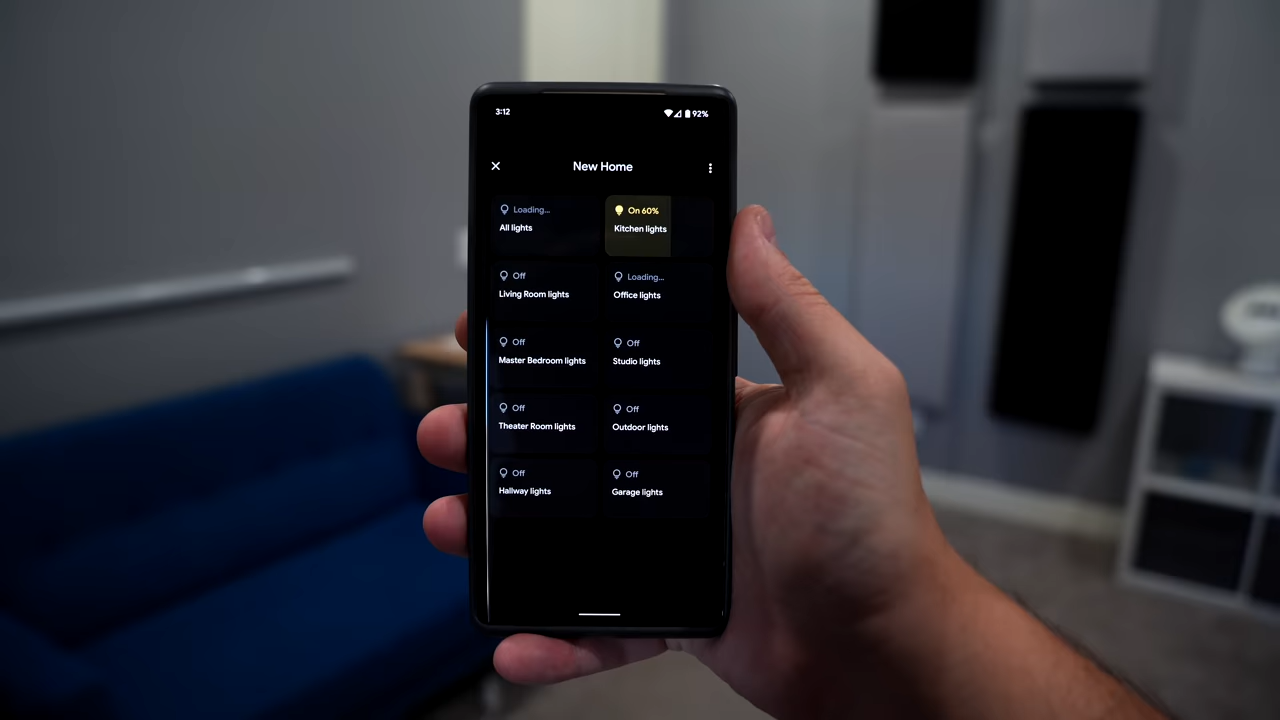 3:12
92%
New Home
Loading...
All lights
On 60%
Kitchen lights
Off
Living Room lights
Loading...
Office lights
Off
Master Bedroom lights
Off
Studio lights
Off
Theater Room lights
Off
Outdoor lights
Off
Hallway lights
Off
Garage lights